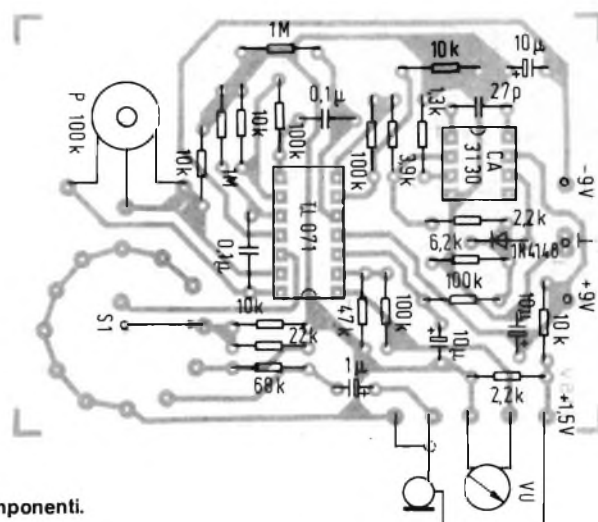 1M
10k
10µ
P 100k
1M
10k
100k
0,1µ
100k
3,9k
1,3k
27p
10k
TL 071
CA 3130
-9V
2,2k
1N4148
6,2k
100k
+9V
0,1µ
S1
10k
22k
68k
47k
100k
10µ
10µ
10k
1µ
2,2k
+1,5V
VU
mponenti.